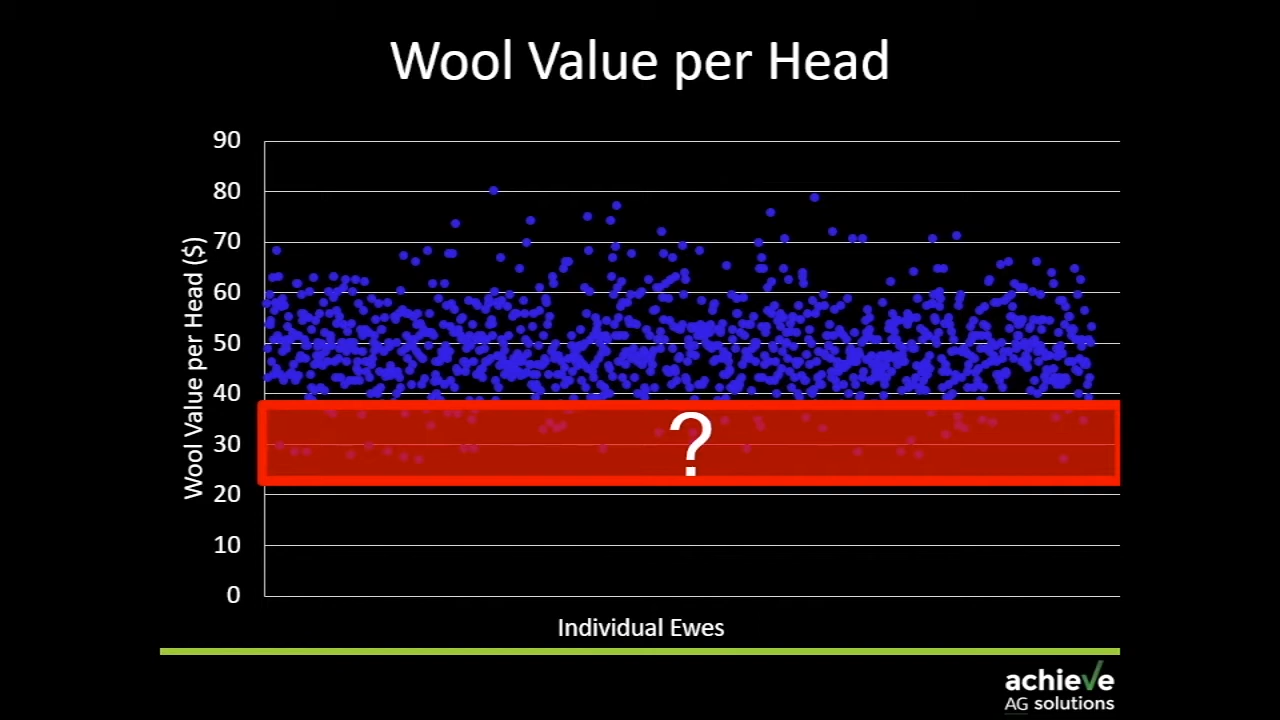 Wool Value per Head
90
80
70
60
50
40
30
20
10
0
Wool Value per Head ($)
?
Individual Ewes
achieve
AG solutions